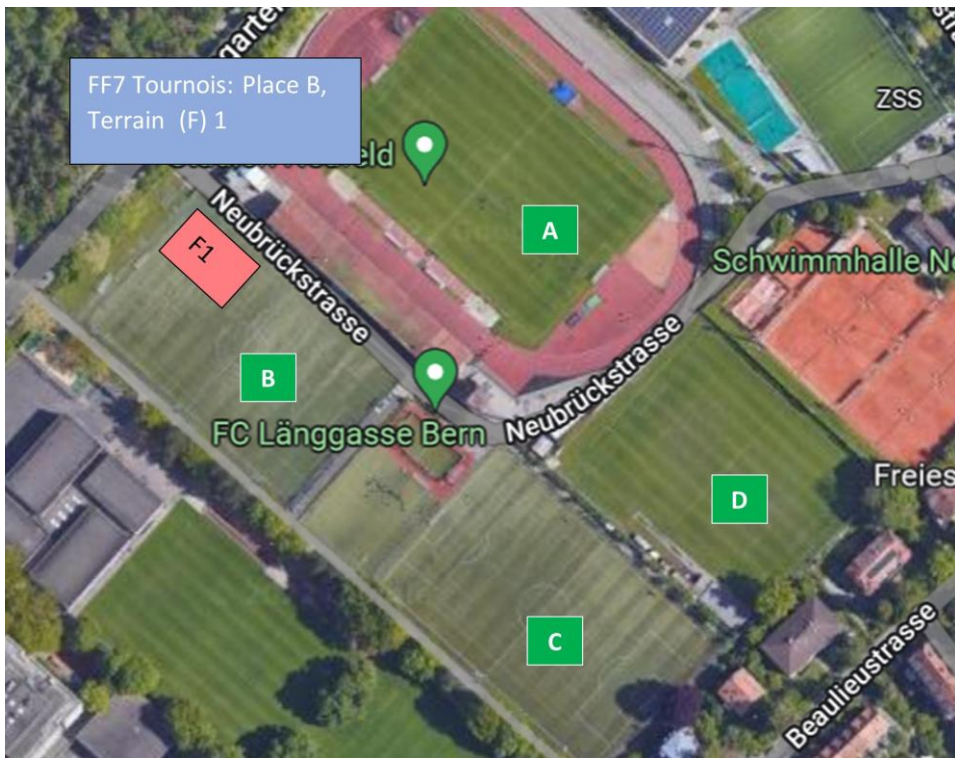 FF7 Tournois: Place B,
Terrain (F) 1
ZSS
F1
Neubrückstrasse
A
Schwimmhalle Ne
B
FC Länggasse Bern
Neubrückstrasse
Freies
D
C
Beaulieustrasse